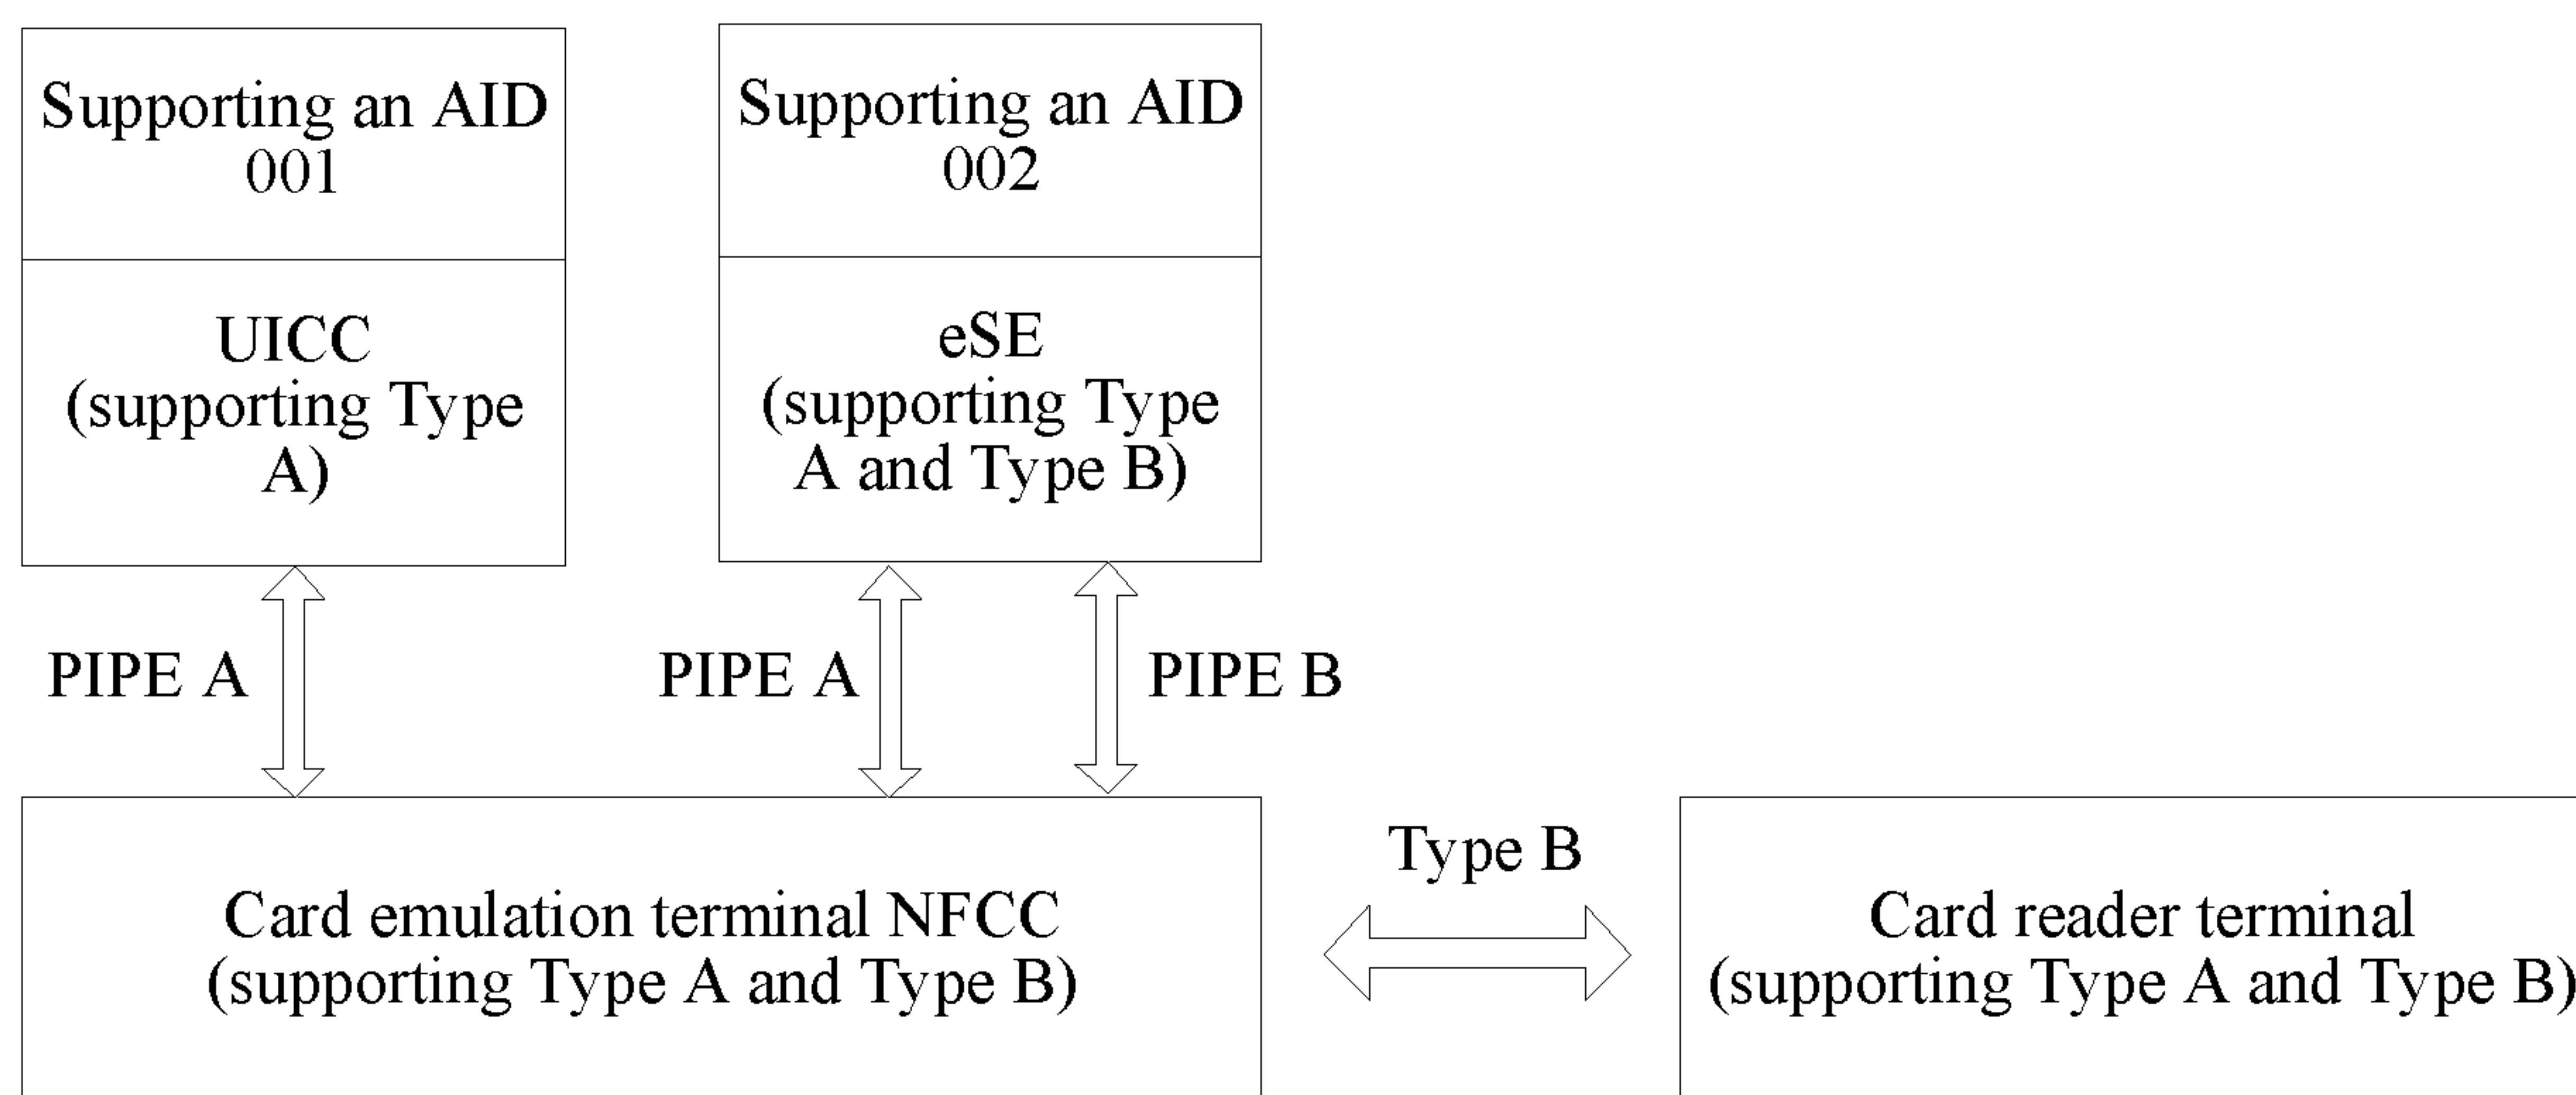 Supporting an AID
001
Supporting an AID
002
UICC
(supporting Type
A)
eSE
(supporting Type
A and Type B)
PIPE A
PIPE A
PIPE B
Type B
Card emulation terminal NFCC
(supporting Type A and Type B)
Card reader terminal
(supporting Type A and Type B)